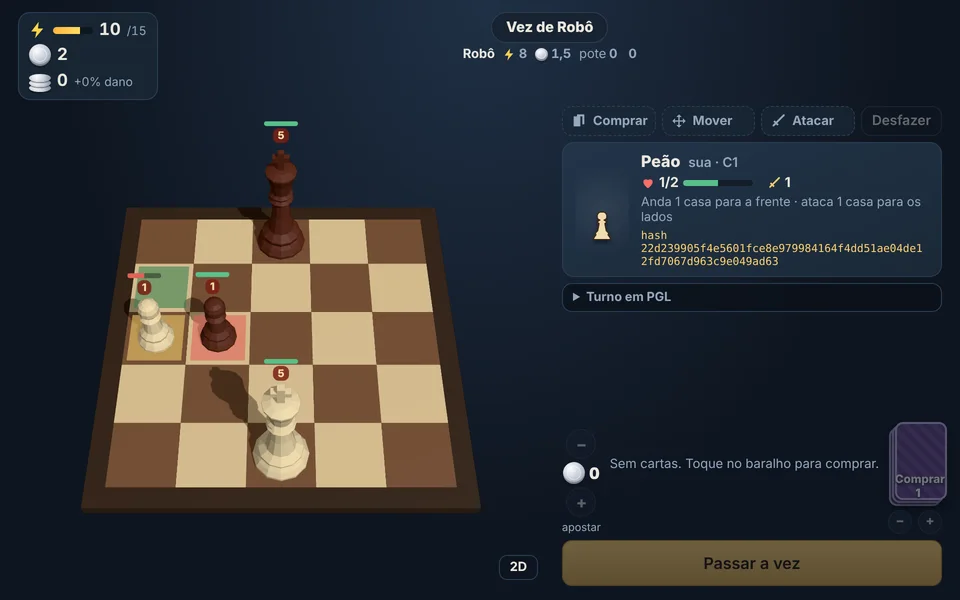 10 /15
2
0 +0% dano
Vez de Robô
Robô 8 1,5 pote 0 0
Comprar
Mover
Atacar
Desfazer
Peão sua · C1
1/2 1
Anda 1 casa para a frente · ataca 1 casa para os
lados
hash
22d239905f4e5601fce8e979984164f4dd51ae04de1
2fd7067d963c9e049ad63
Turno em PGL
5
1
1
5
−
0
+
apostar
Sem cartas. Toque no baralho para comprar.
Comprar
1
− +
2D
Passar a vez